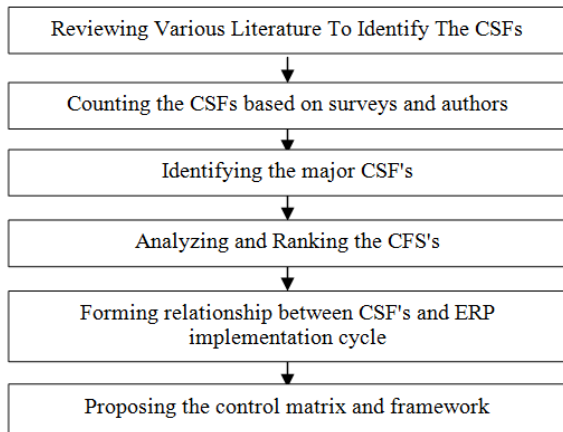 Reviewing Various Literature To Identify The CSFs
Counting the CSFs based on surveys and authors
Identifying the major CSF's
Analyzing and Ranking the CFS's
Forming relationship between CSF's and ERP
implementation cycle
Proposing the control matrix and framework